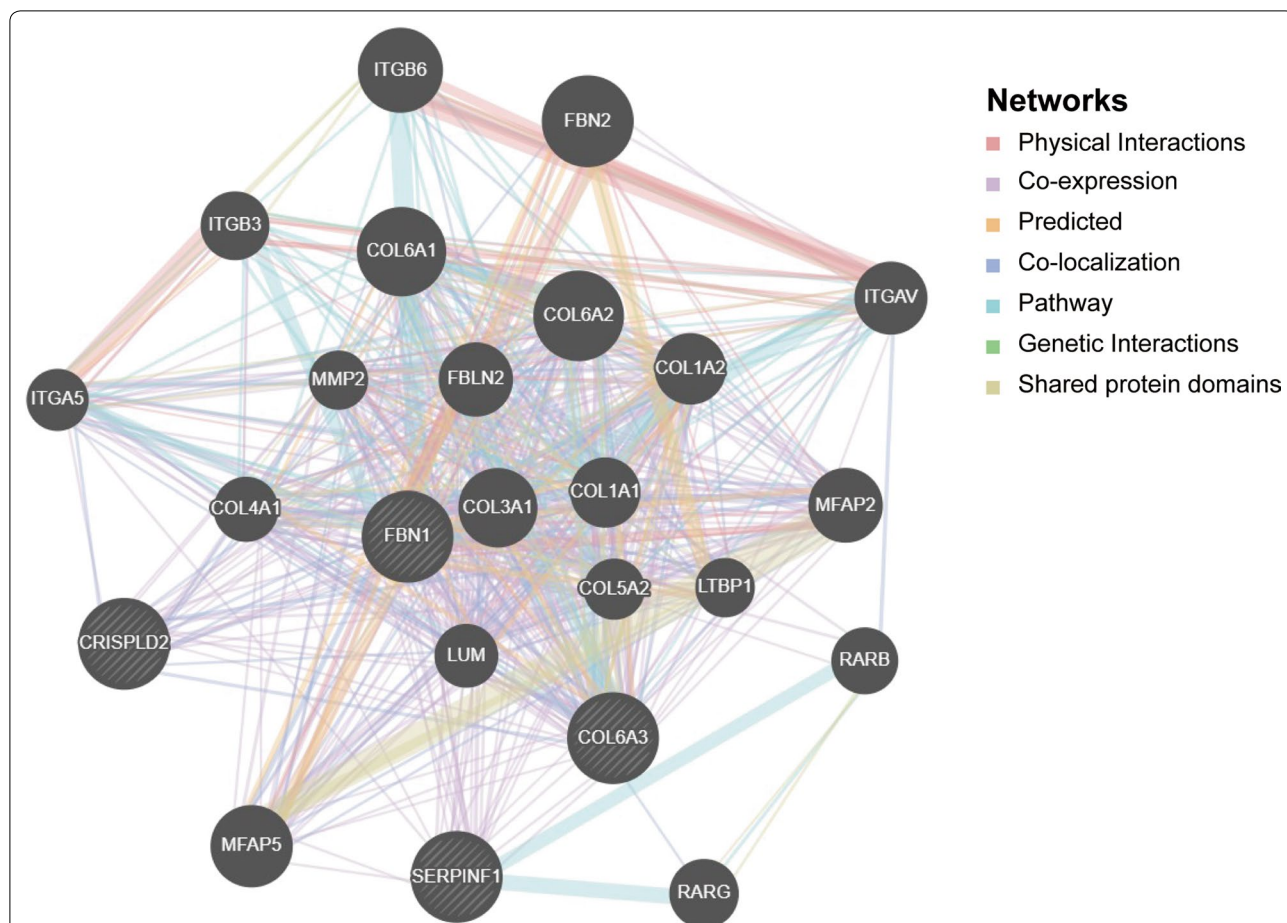 ITGB6
FBN2
Networks
Physical Interactions
Co-expression
Predicted
Co-localization
Pathway
Genetic Interactions
Shared protein domains
ITGB3
COL6A1
ITGAV
COL6A2
MMP2
FBLN2
COL1A2
ITGA5
COL4A1
FBN1
COL3A1
COL1A1
MFAP2
COL5A2
LTBP1
CRISPLD2
LUM
RARB
COL6A3
MFAP5
SERPINF1
RARG